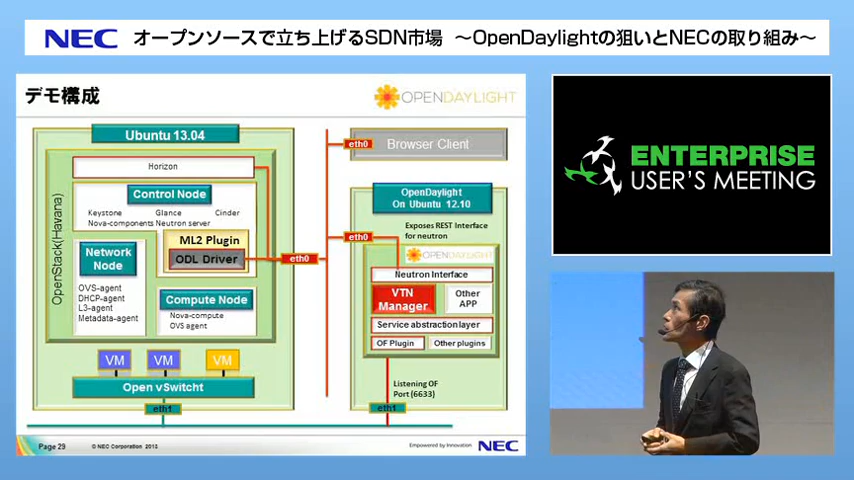 NEC オープンソースで立ち上げるSDN市場 ～OpenDaylightの狙いとNECの取り組み～
デモ構成
OPENDAYLIGHT
Ubuntu 13.04
Horizon
Control Node
Keystone Glance Cinder
Nova-components Neutron server
OpenStack(Havana)
ML2 Plugin
ODL Driver
Network
Node
OVS-agent
DHCP-agent
L3-agent
Metadata-agent
Compute Node
Nova-compute
OVS agent
VM VM VM
Open vSwitcht
eth1
eth0
eth0
Browser Client
OpenDaylight
On Ubuntu 12.10
Exposes REST Interface
for neutron
eth0
OPENDAYLIGHT
Neutron Interface
VTN
Manager
Other
APP
Service abstraction layer
OF Plugin
Other plugins
Listening OF
Port (6633)
eth1
Page 29
© NEC Corporation 2013
Empowered by Innovation
NEC
ENTERPRISE
USER'S MEETING